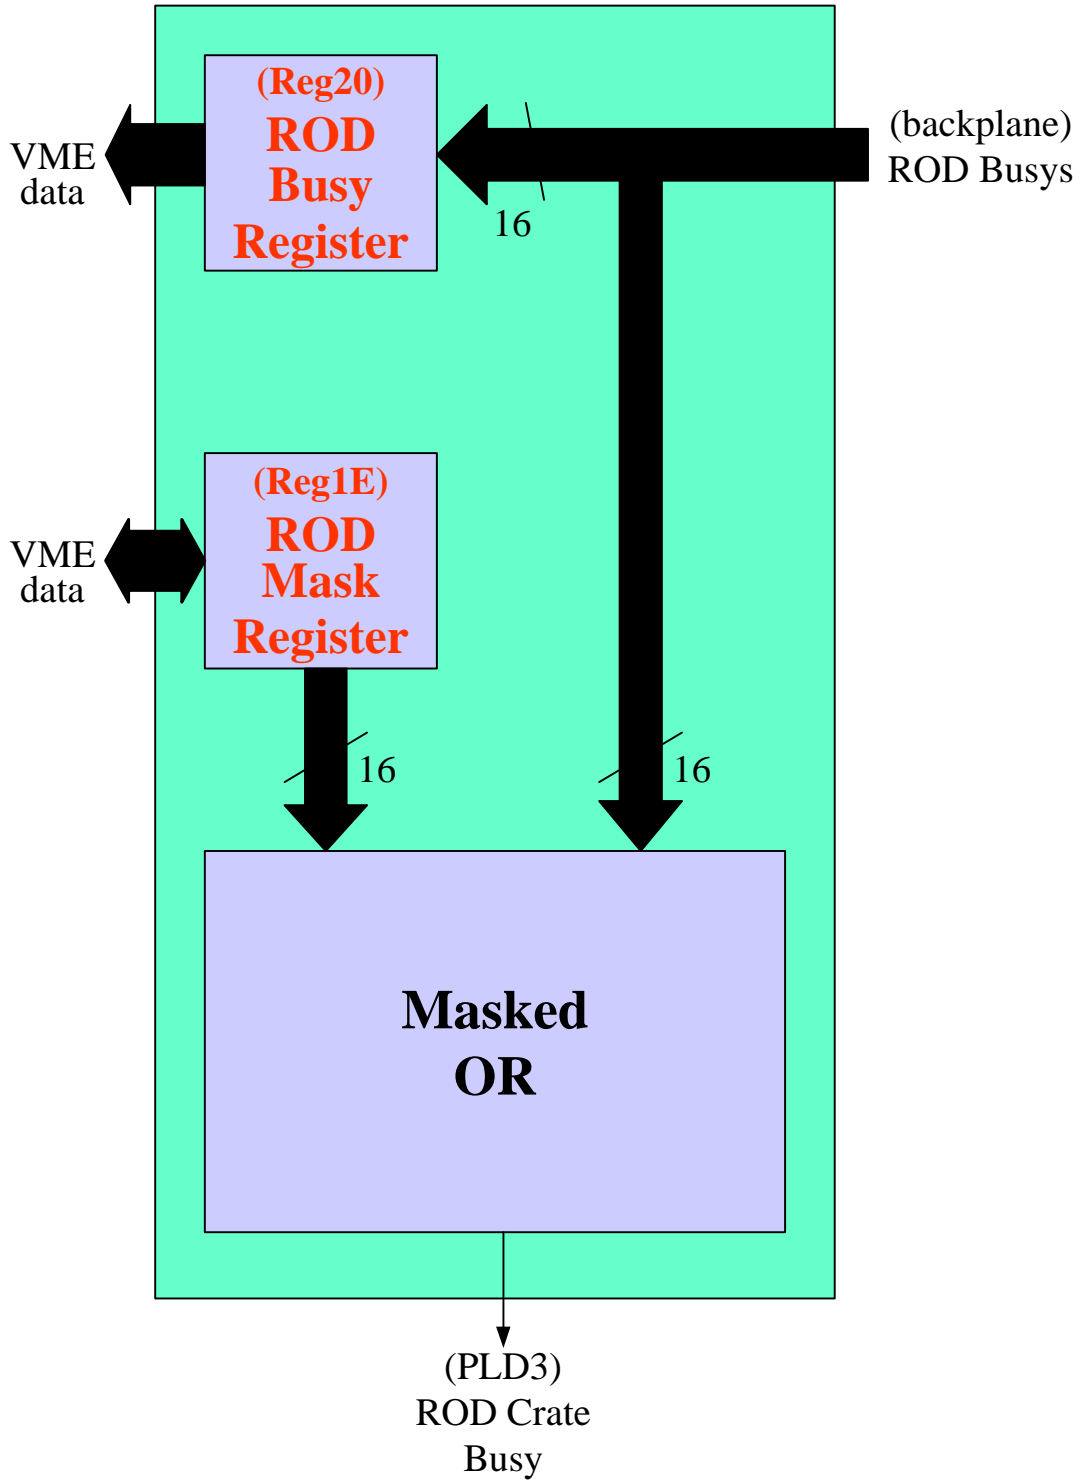 (Reg20)
ROD
Busy
Register
VME
data
(backplane)
ROD Busys
16
(Reg1E)
ROD
Mask
Register
VME
data
16
16
Masked
OR
(PLD3)
ROD Crate
Busy